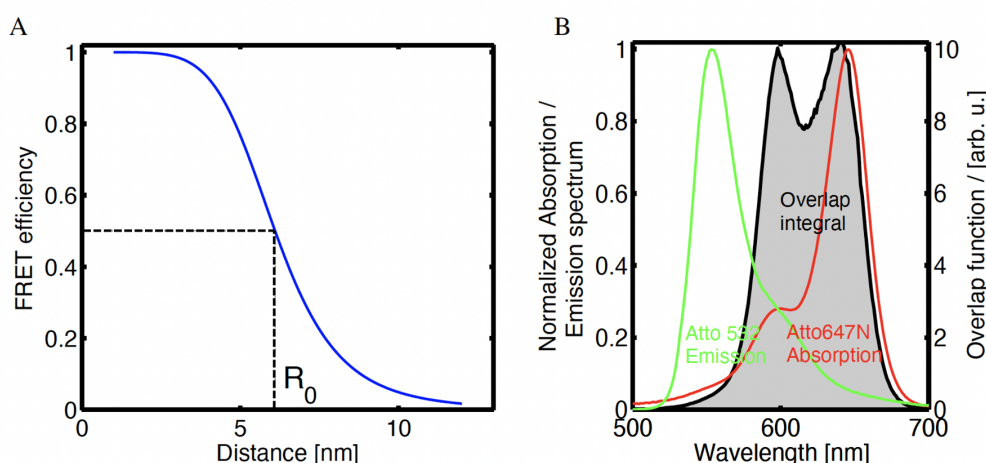 A
B
1
0.8
0.6
0.4
0.2
0
FRET efficiency
R0
0
5
10
Distance [nm]
1
0.8
0.6
0.4
0.2
0
Normalized Absorption /
Emission spectrum
Overlap
integral
Atto 532
Emission
Atto647N
Absorption
10
8
6
4
2
0
Overlap function / [arb. u.]
500
600
700
Wavelength [nm]